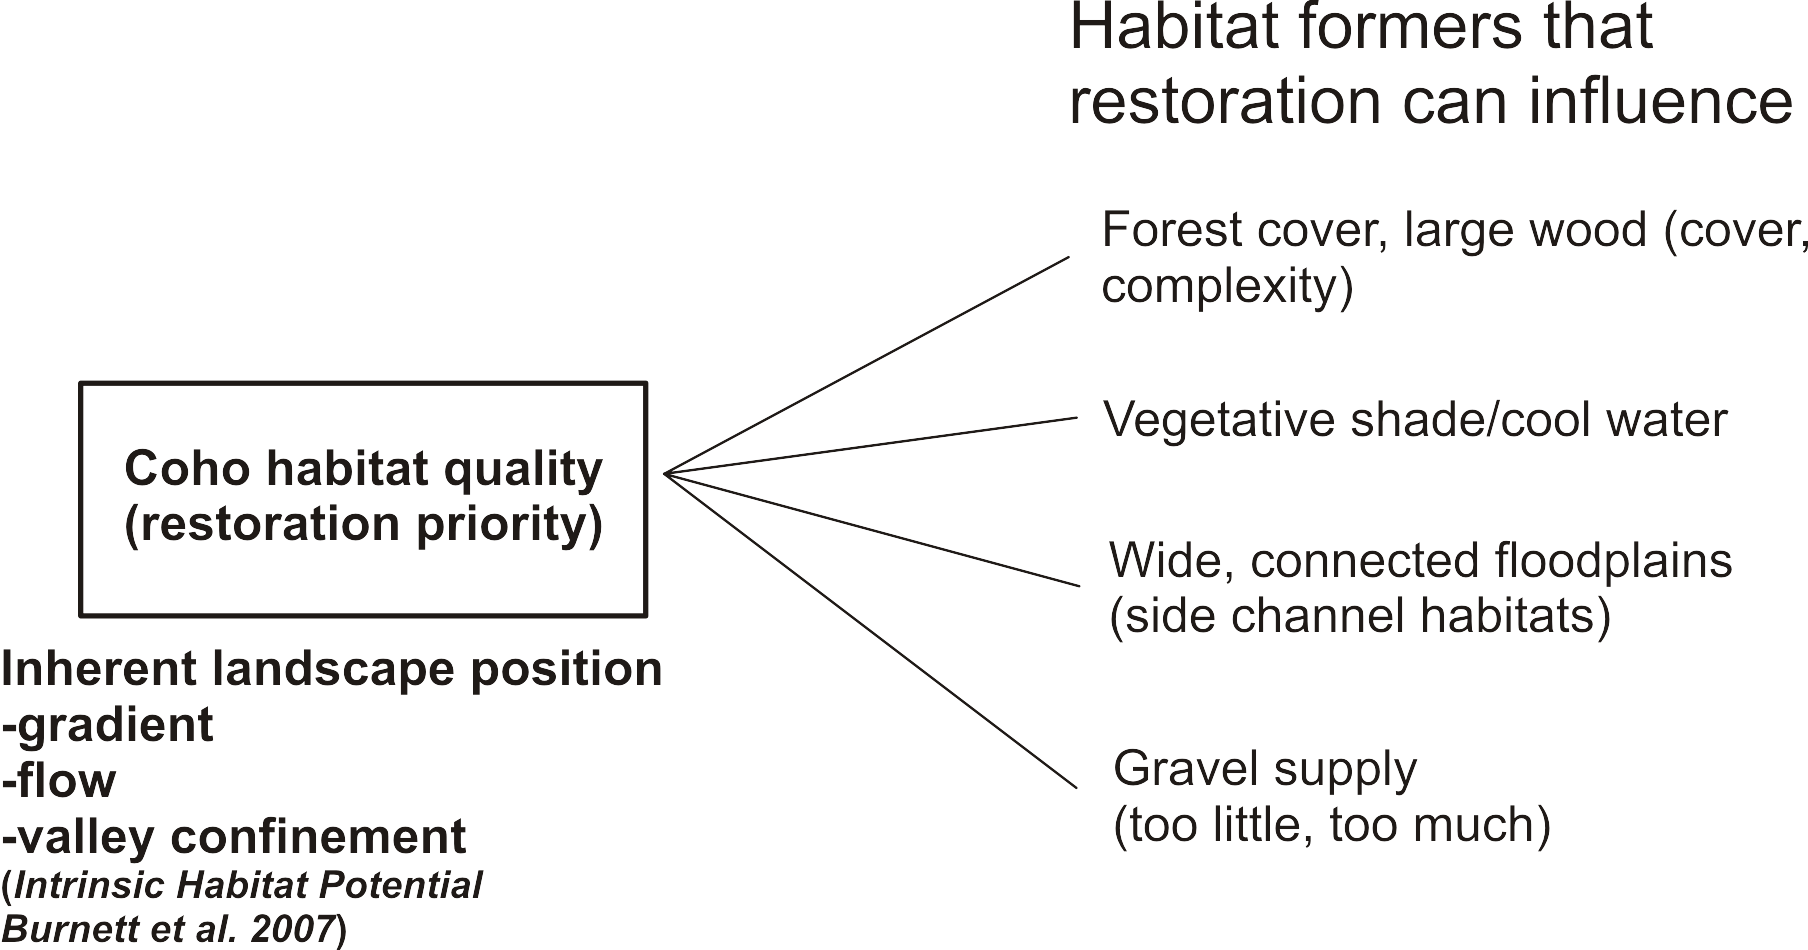 Habitat formers that
restoration can influence
Forest cover, large wood (cover,
complexity)
Vegetative shade/cool water
Coho habitat quality
(restoration priority)
Wide, connected floodplains
(side channel habitats)
Inherent landscape position
-gradient
-flow
-valley confinement
(Intrinsic Habitat Potential
Burnett et al. 2007)
Gravel supply
(too little, too much)